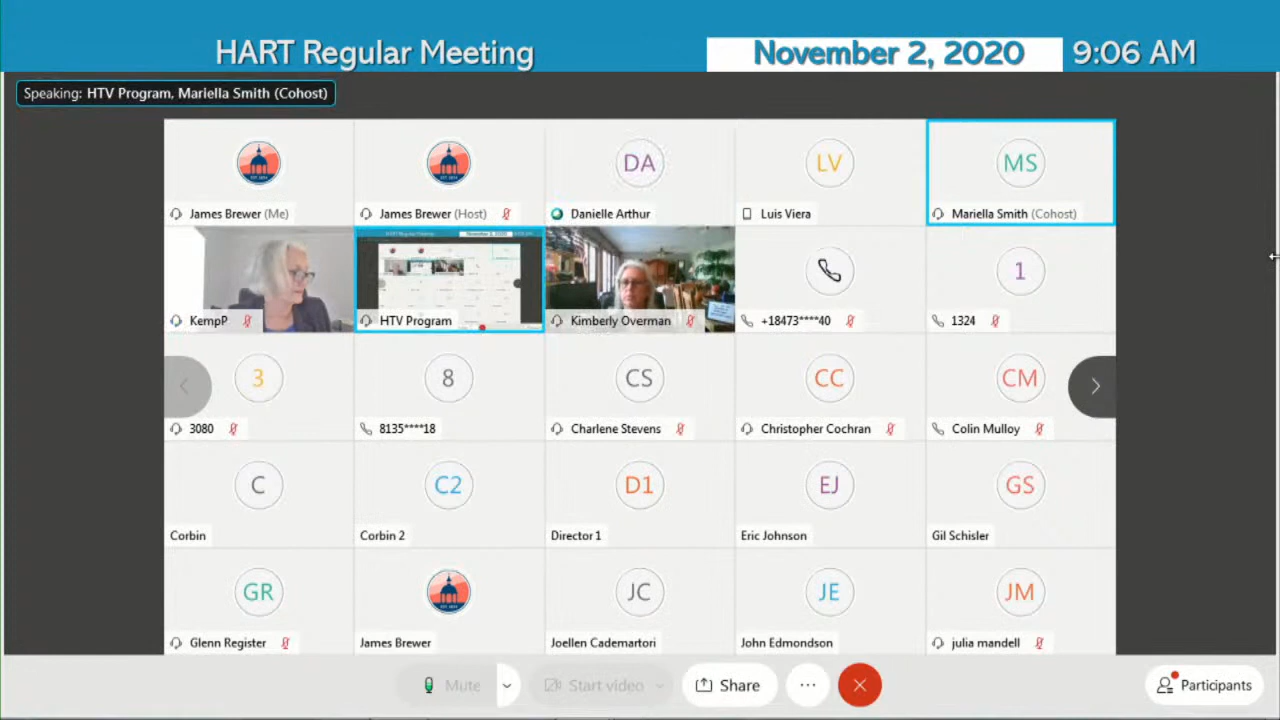 HART Regular Meeting
November 2, 2020
9:06 AM
Speaking: HTV Program, Mariella Smith (Cohost)
DA
LV
MS
James Brewer (Me)
James Brewer (Host)
Danielle Arthur
Luis Viera
Mariella Smith (Cohost)
1
KempP
HTV Program
Kimberly Overman
+18473****40
1324
3
8
CS
CC
CM
3080
8135****18
Charlene Stevens
Christopher Cochran
Colin Mulloy
C
C2
D1
EJ
GS
Corbin
Corbin 2
Director 1
Eric Johnson
Gil Schisler
GR
JC
JE
JM
Glenn Register
James Brewer
Joellen Cademartori
John Edmondson
julia mandell
Mute
Start video
Share
Participants